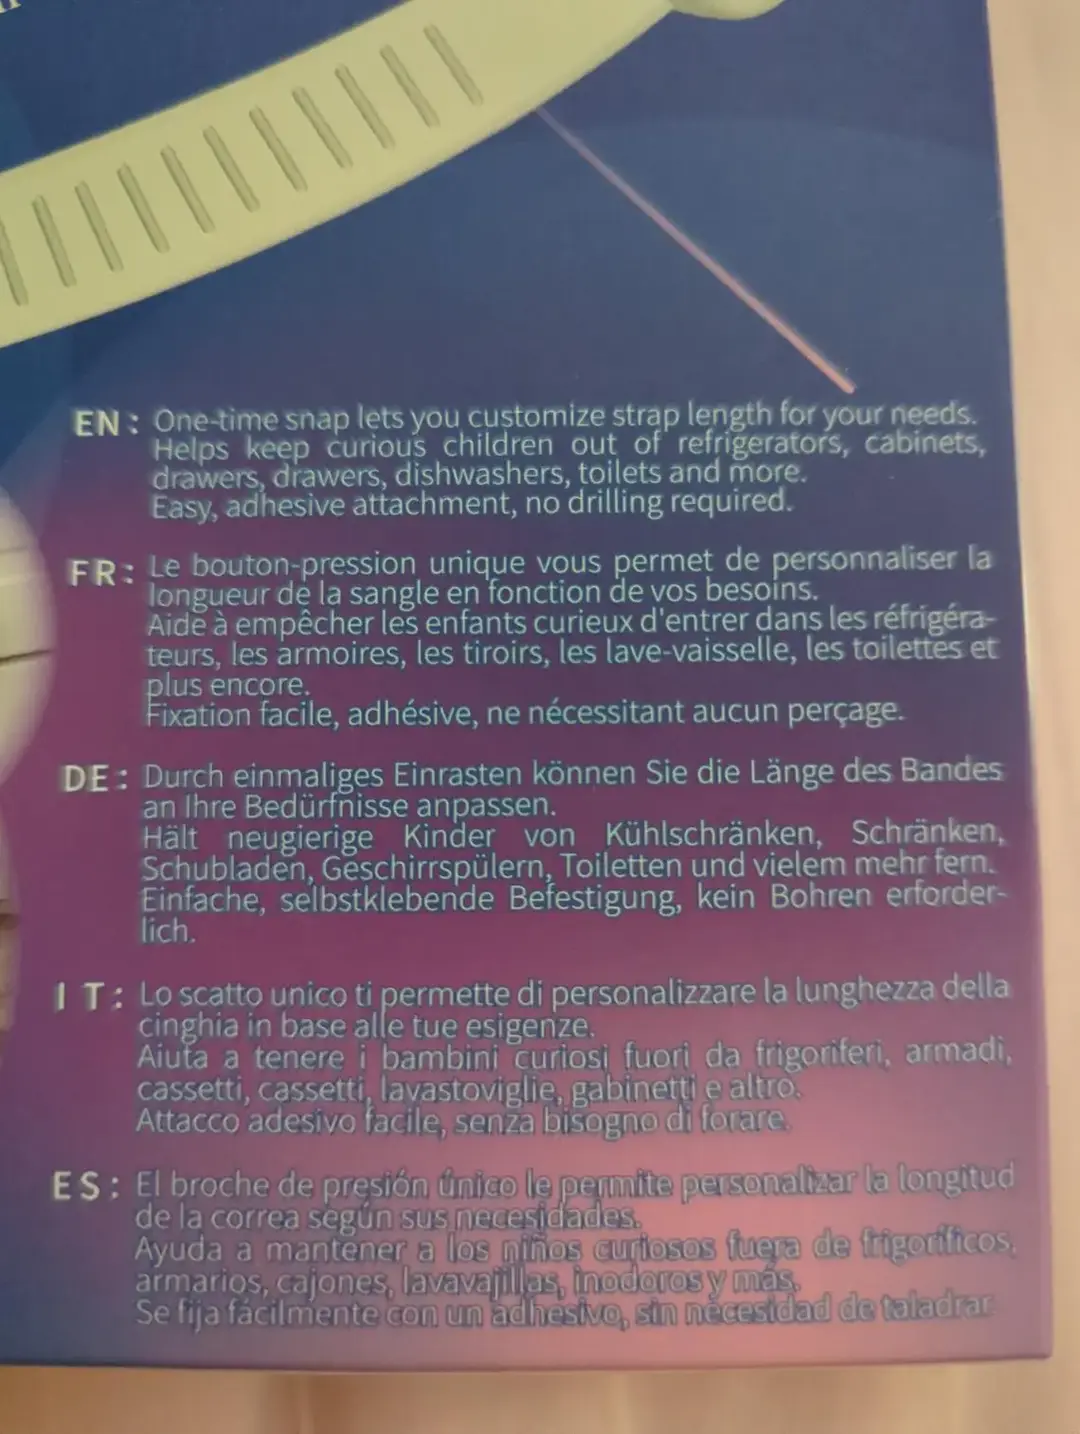 EN: One-time snap lets you customize strap length for your needs.
Helps keep curious children out of refrigerators, cabinets,
drawers, drawers, dishwashers, toilets and more.
Easy, adhesive attachment, no drilling required.
FR: Le bouton-pression unique vous permet de personnaliser la
longueur de la sangle en fonction de vos besoins.
Aide à empêcher les enfants curieux d'entrer dans les réfrigéra-
teurs, les armoires, les tiroirs, les lave-vaisselle, les toilettes et
plus encore.
Fixation facile, adhésive, ne nécessitant aucun perçage.
DE: Durch einmaliges Einrasten können Sie die Länge des Bandes
an Ihre Bedürfnisse anpassen.
Hält neugierige Kinder von Kühlschränken, Schränken,
Schubladen, Geschirrspülern, Toiletten und vielem mehr fern.
Einfache, selbstklebende Befestigung, kein Bohren erforder-
lich.
IT: Lo scatto unico ti permette di personalizzare la lunghezza della
cinghia in base alle tue esigenze.
Aiuta a tenere i bambini curiosi fuori da frigoriferi, armadi,
cassetti, cassetti, lavastoviglie, gabinetti e altro.
Attacco adesivo facile, senza bisogno di forare.
ES: El broche de presión único le permite personalizar la longitud
de la correa según sus necesidades.
Ayuda a mantener a los niños curiosos fuera de frigoríficos,
armarios, cajones, lavavajillas, inodoros y más.
Se fija fácilmente con un adhesivo, sin necesidad de taladrar.